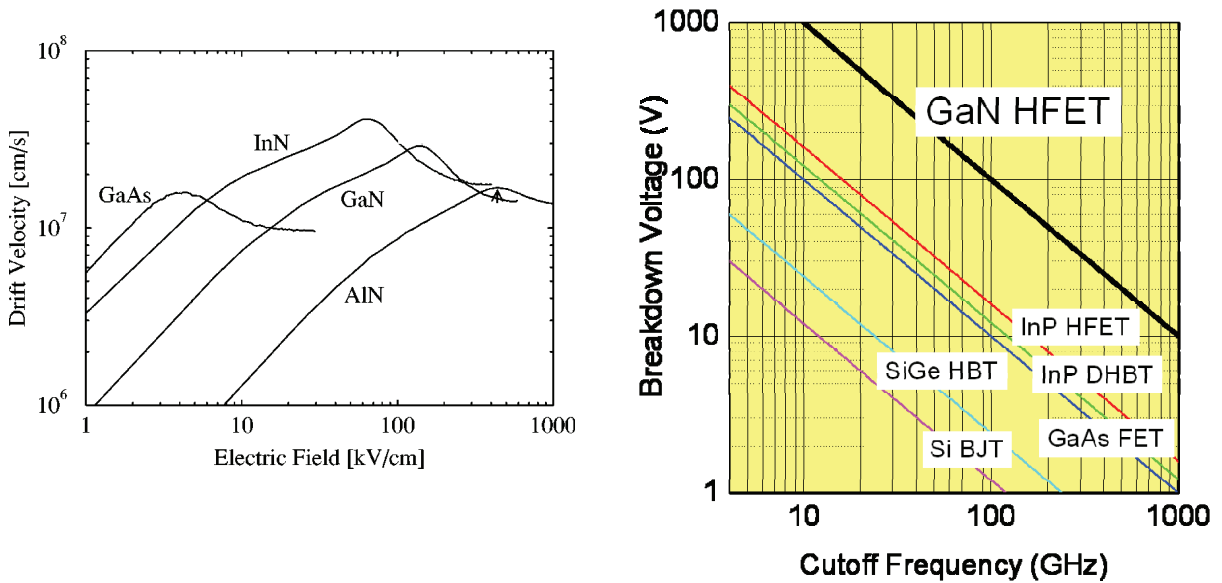 10^8
10^7
10^6
Drift Velocity [cm/s]
InN
GaAs
GaN
AlN
1
10
100
1000
Electric Field [kV/cm]
1000
100
10
1
Breakdown Voltage (V)
GaN HFET
InP HFET
SiGe HBT
InP DHBT
GaAs FET
Si BJT
10
100
1000
Cutoff Frequency (GHz)